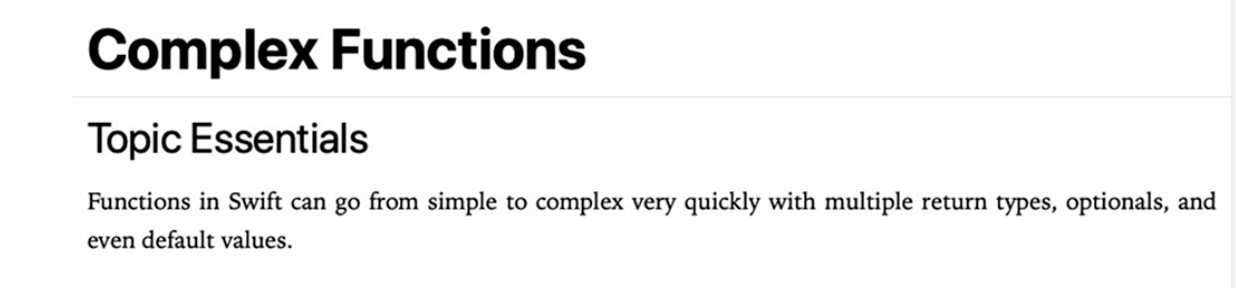 Complex Functions
Topic Essentials
Functions in Swift can go from simple to complex very quickly with multiple return types, optionals, and
even default values.